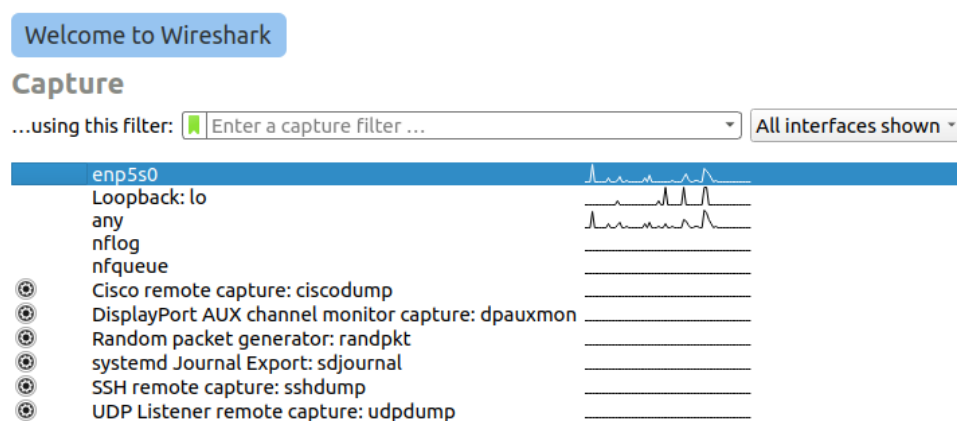 Welcome to Wireshark
Capture
...using this filter: Enter a capture filter ... All interfaces shown
enp5s0
Loopback: lo
any
nflog
nfqueue
Cisco remote capture: ciscodump
DisplayPort AUX channel monitor capture: dpauxmon
Random packet generator: randpkt
systemd Journal Export: sdjournal
SSH remote capture: sshdump
UDP Listener remote capture: udpdump